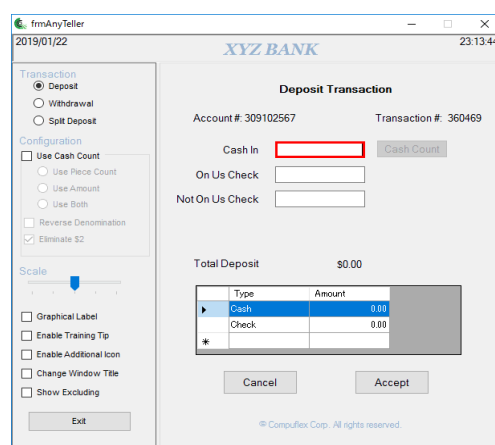 frmAnyTeller
2019/01/22
XYZ BANK
23:13:44
Transaction
Deposit
Withdrawal
Split Deposit
Configuration
Use Cash Count
Use Piece Count
Use Amount
Use Both
Reverse Denomination
Eliminate $2
Scale
Graphical Label
Enable Training Tip
Enable Additional Icon
Change Window Title
Show Excluding
Exit
Deposit Transaction
Account #: 309102567 Transaction #: 360469
Cash In Cash Count
On Us Check
Not On Us Check
Total Deposit $0.00
Type Amount
Cash 0.00
Check 0.00
Cancel Accept
© Compuflex Corp. All rights reserved.